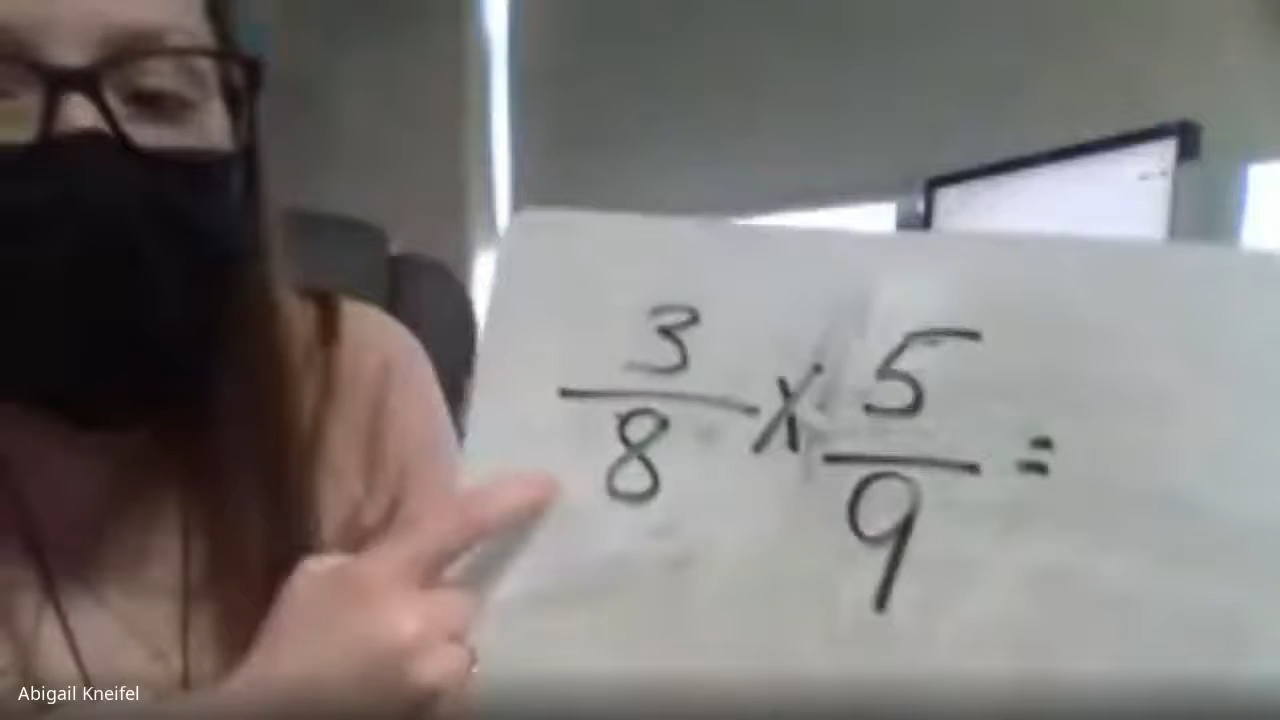 3/8 x 5/9 =
Abigail Kneifel